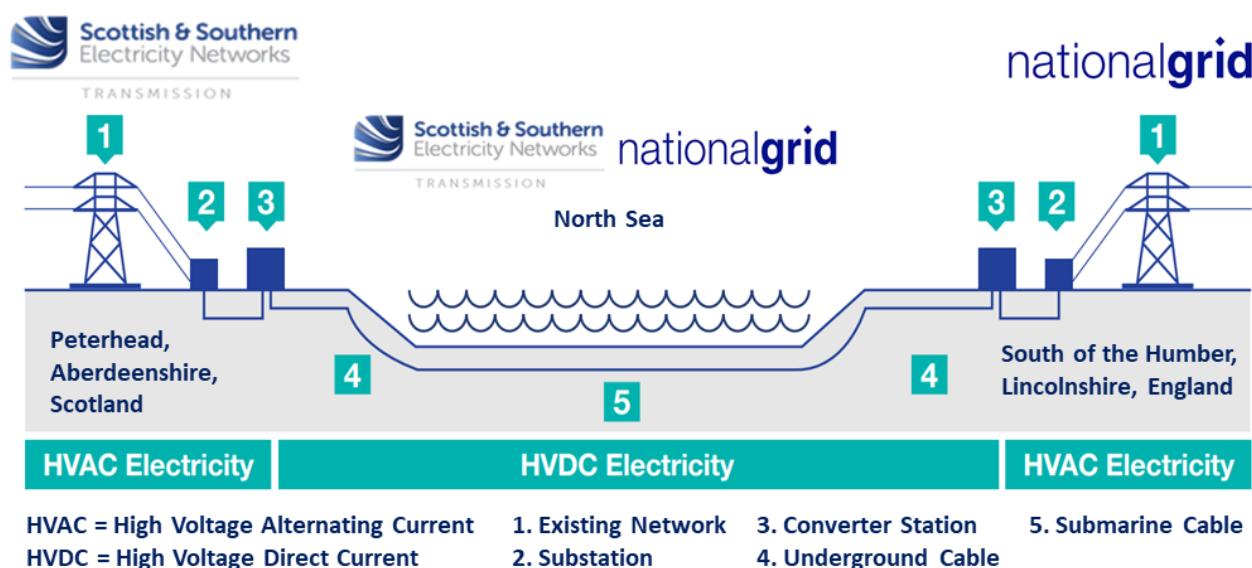 Scottish & Southern
Electricity Networks
TRANSMISSION
nationalgrid
1
1
Scottish & Southern
Electricity Networks
TRANSMISSION
nationalgrid
2
3
North Sea
3
2
Peterhead,
Aberdeenshire,
Scotland
4
5
4
South of the Humber,
Lincolnshire, England
HVAC Electricity
HVDC Electricity
HVAC Electricity
HVAC = High Voltage Alternating Current
HVDC = High Voltage Direct Current
1. Existing Network
2. Substation
3. Converter Station
4. Underground Cable
5. Submarine Cable